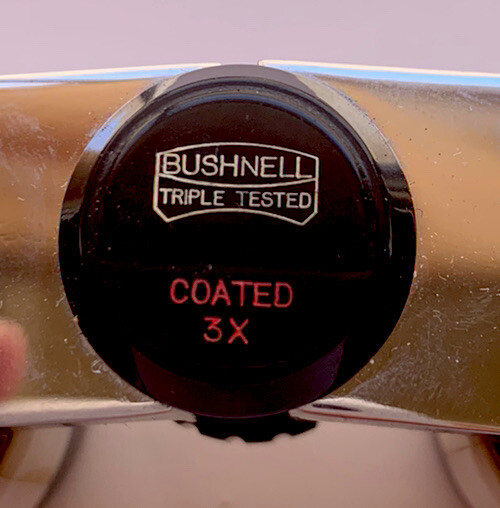 BUSHNELL
TRIPLE TESTED
COATED
3X